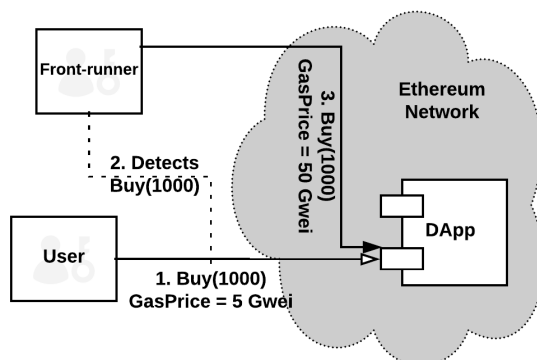 Front-runner
Ethereum
Network
3. Buy(1000)
GasPrice = 50 Gwei
2. Detects
Buy(1000)
DApp
User
1. Buy(1000)
GasPrice = 5 Gwei